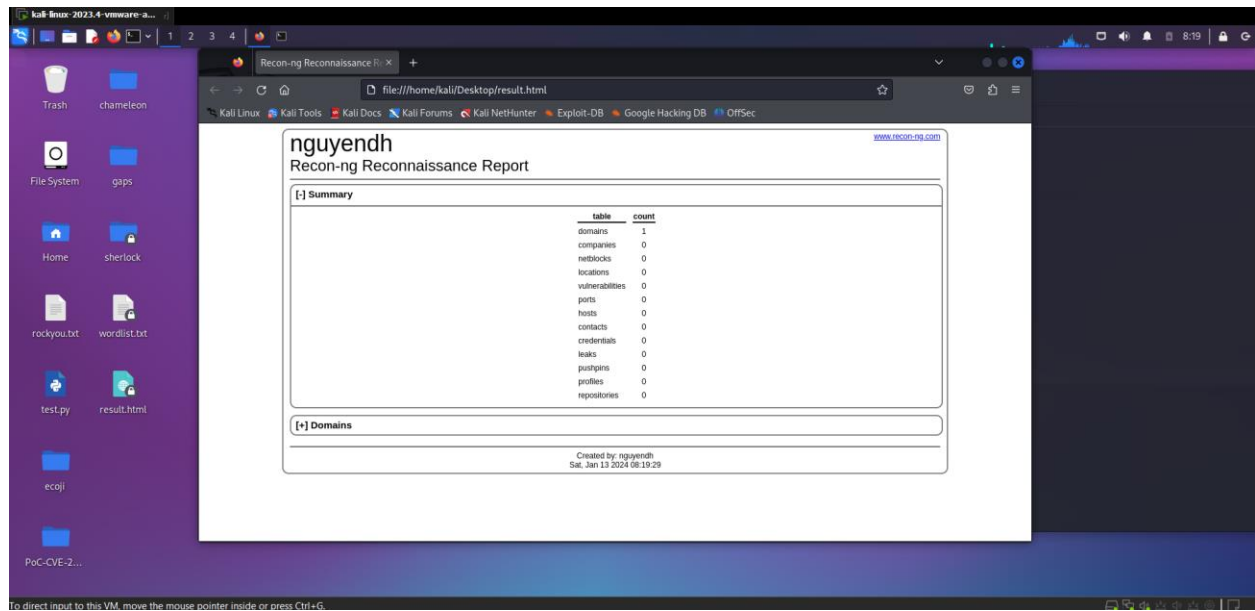 kali-linux-2023.4-vmware-a...
1 2 3 4
8:19
Recon-ng Reconnaissance Re
file:///home/kali/Desktop/result.html
Kali Linux Kali Tools Kali Docs Kali Forums Kali NetHunter Exploit-DB Google Hacking DB OffSec
Trash
chameleon
File System
gaps
Home
sherlock
rockyou.txt
wordlist.txt
test.py
result.html
ecoji
PoC-CVE-2...
nguyendh
www.recon-ng.com
Recon-ng Reconnaissance Report
[-] Summary
table count
domains 1
companies 0
netblocks 0
locations 0
vulnerabilities 0
ports 0
hosts 0
contacts 0
credentials 0
leaks 0
pushpins 0
profiles 0
repositories 0
[+] Domains
Created by: nguyendh
Sat, Jan 13 2024 08:19:29
To direct input to this VM, move the mouse pointer inside or press Ctrl+G.